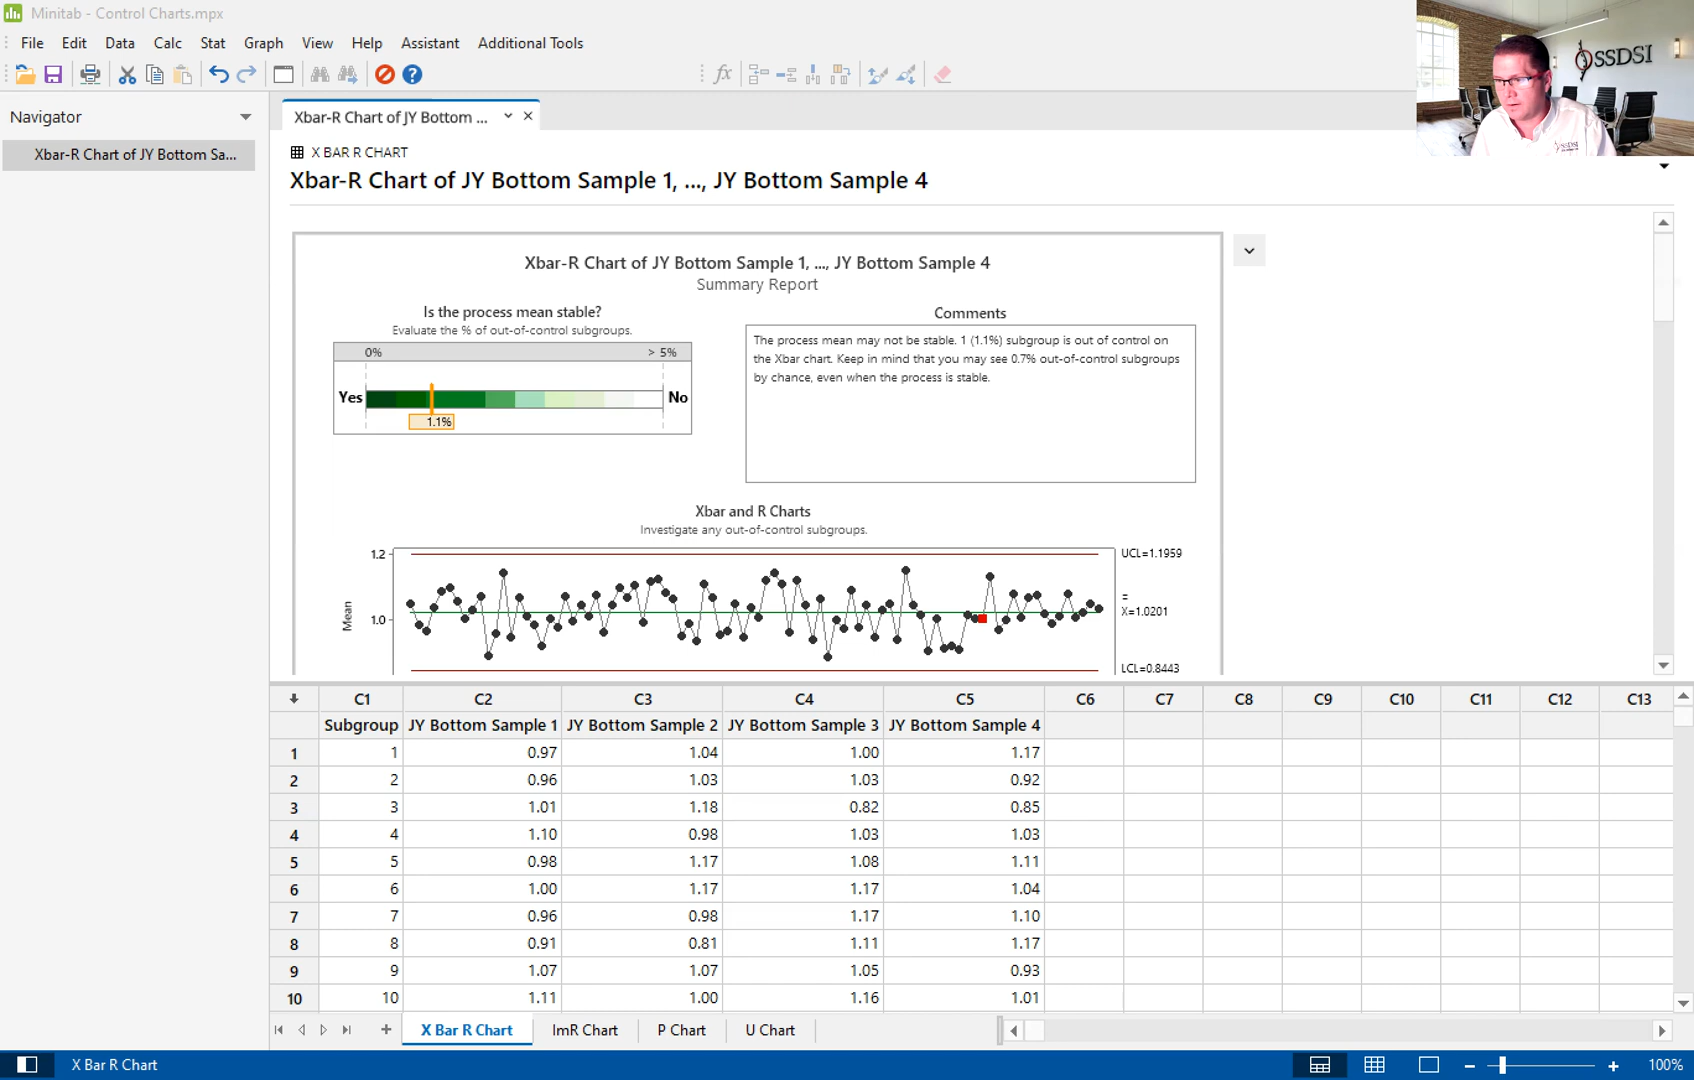 Minitab - Control Charts.mpx
File Edit Data Calc Stat Graph View Help Assistant Additional Tools
SSDSI
SSDSI
fx
Navigator
Xbar-R Chart of JY Bottom Sa...
Xbar-R Chart of JY Bottom ...
X BAR R CHART
Xbar-R Chart of JY Bottom Sample 1, ..., JY Bottom Sample 4
Xbar-R Chart of JY Bottom Sample 1, ..., JY Bottom Sample 4
Summary Report
Is the process mean stable?
Evaluate the % of out-of-control subgroups.
0% > 5%
Yes No
1.1%
Comments
The process mean may not be stable. 1 (1.1%) subgroup is out of control on
the Xbar chart. Keep in mind that you may see 0.7% out-of-control subgroups
by chance, even when the process is stable.
Xbar and R Charts
Investigate any out-of-control subgroups.
1.2
1.0
Mean
UCL=1.1959
=
X=1.0201
LCL=0.8443
C1 C2 C3 C4 C5 C6 C7 C8 C9 C10 C11 C12 C13
Subgroup JY Bottom Sample 1 JY Bottom Sample 2 JY Bottom Sample 3 JY Bottom Sample 4
1 1 0.97 1.04 1.00 1.17
2 2 0.96 1.03 1.03 0.92
3 3 1.01 1.18 0.82 0.85
4 4 1.10 0.98 1.03 1.03
5 5 0.98 1.17 1.08 1.11
6 6 1.00 1.17 1.17 1.04
7 7 0.96 0.98 1.17 1.10
8 8 0.91 0.81 1.11 1.17
9 9 1.07 1.07 1.05 0.93
10 10 1.11 1.00 1.16 1.01
X Bar R Chart ImR Chart P Chart U Chart
X Bar R Chart
100%